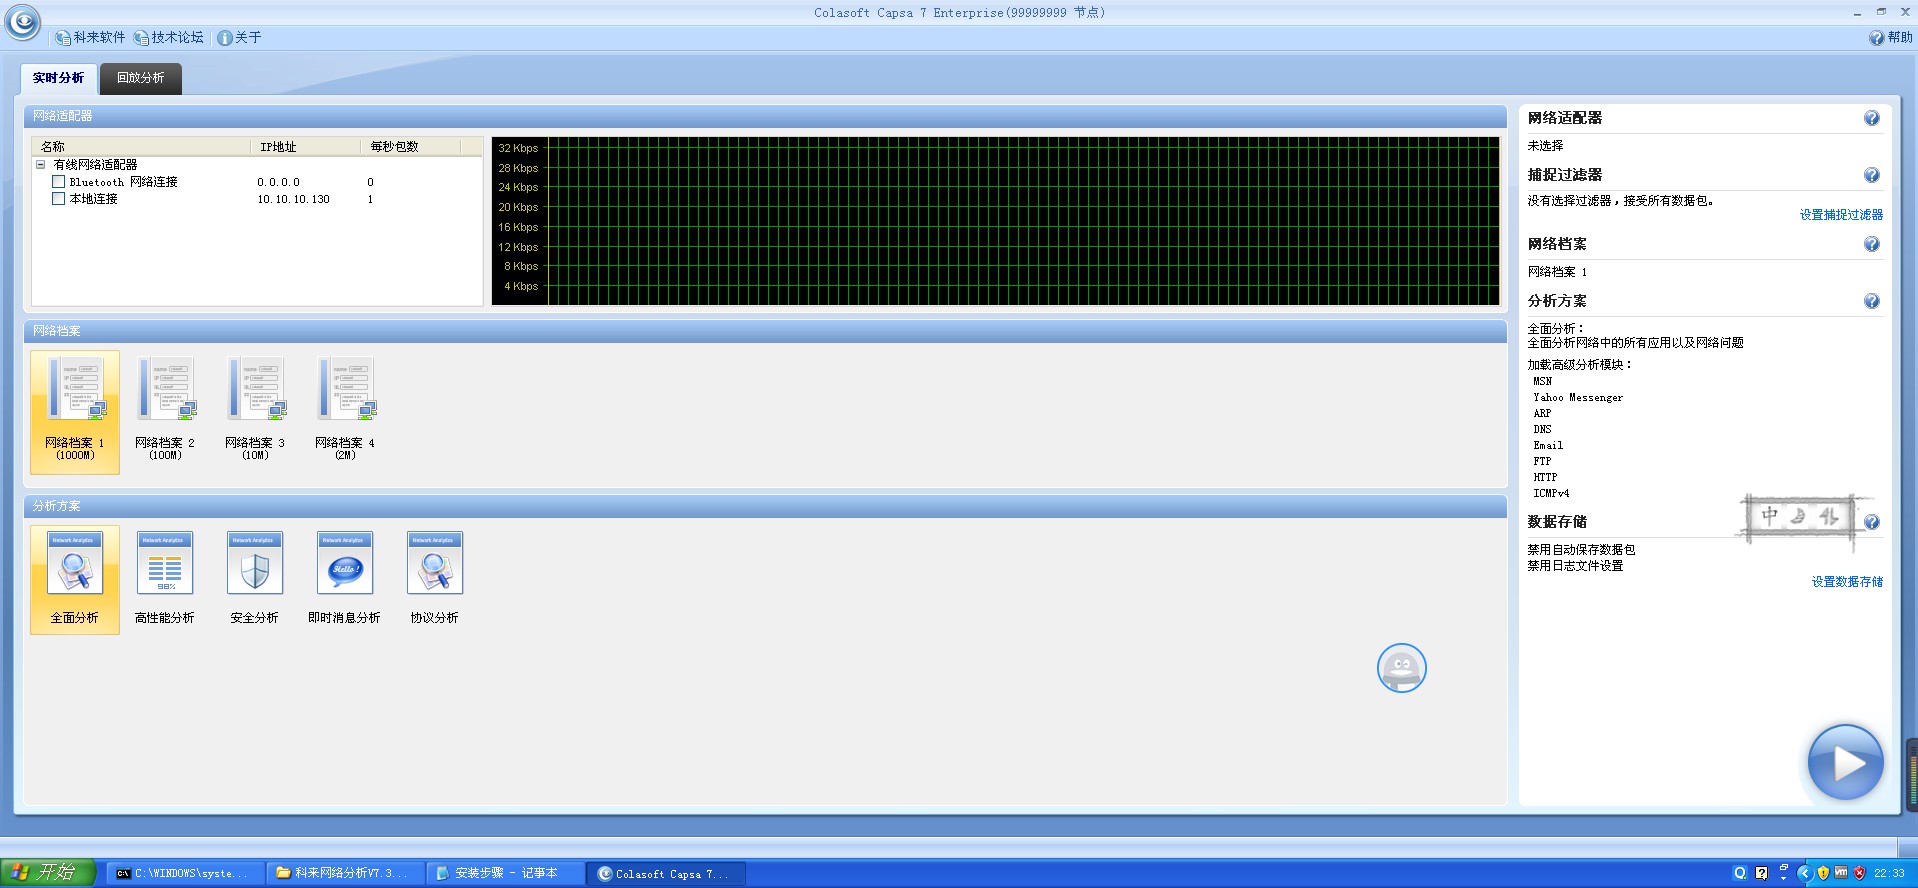 Colasoft Capsa 7 Enterprise(99999999 节点)
科来软件 技术论坛 关于 帮助
实时分析 回放分析
网络适配器
名称 IP地址 每秒包数
有线网络适配器
Bluetooth 网络连接 0.0.0.0 0
本地连接 10.10.10.130 1
32 Kbps
28 Kbps
24 Kbps
20 Kbps
16 Kbps
12 Kbps
8 Kbps
4 Kbps
网络档案
网络档案 1
(1000M)
网络档案 2
(100M)
网络档案 3
(10M)
网络档案 4
(2M)
分析方案
Network Analytics
全面分析
Network Analytics
98%
高性能分析
Network Analytics
安全分析
Network Analytics
Hello !
即时消息分析
Network Analytics
协议分析
网络适配器
未选择
捕捉过滤器
没有选择过滤器，接受所有数据包。
设置捕捉过滤器
网络档案
网络档案 1
分析方案
全面分析：
全面分析网络中的所有应用以及网络问题
加载高级分析模块：
MSN
Yahoo Messenger
ARP
DNS
Email
FTP
HTTP
ICMPv4
中
数据存储
禁用自动保存数据包
禁用日志文件设置
设置数据存储
开始 C:\WINDOWS\syste... 科来网络分析V7.3... 安装步骤 - 记事本 Colasoft Capsa 7... 22:33